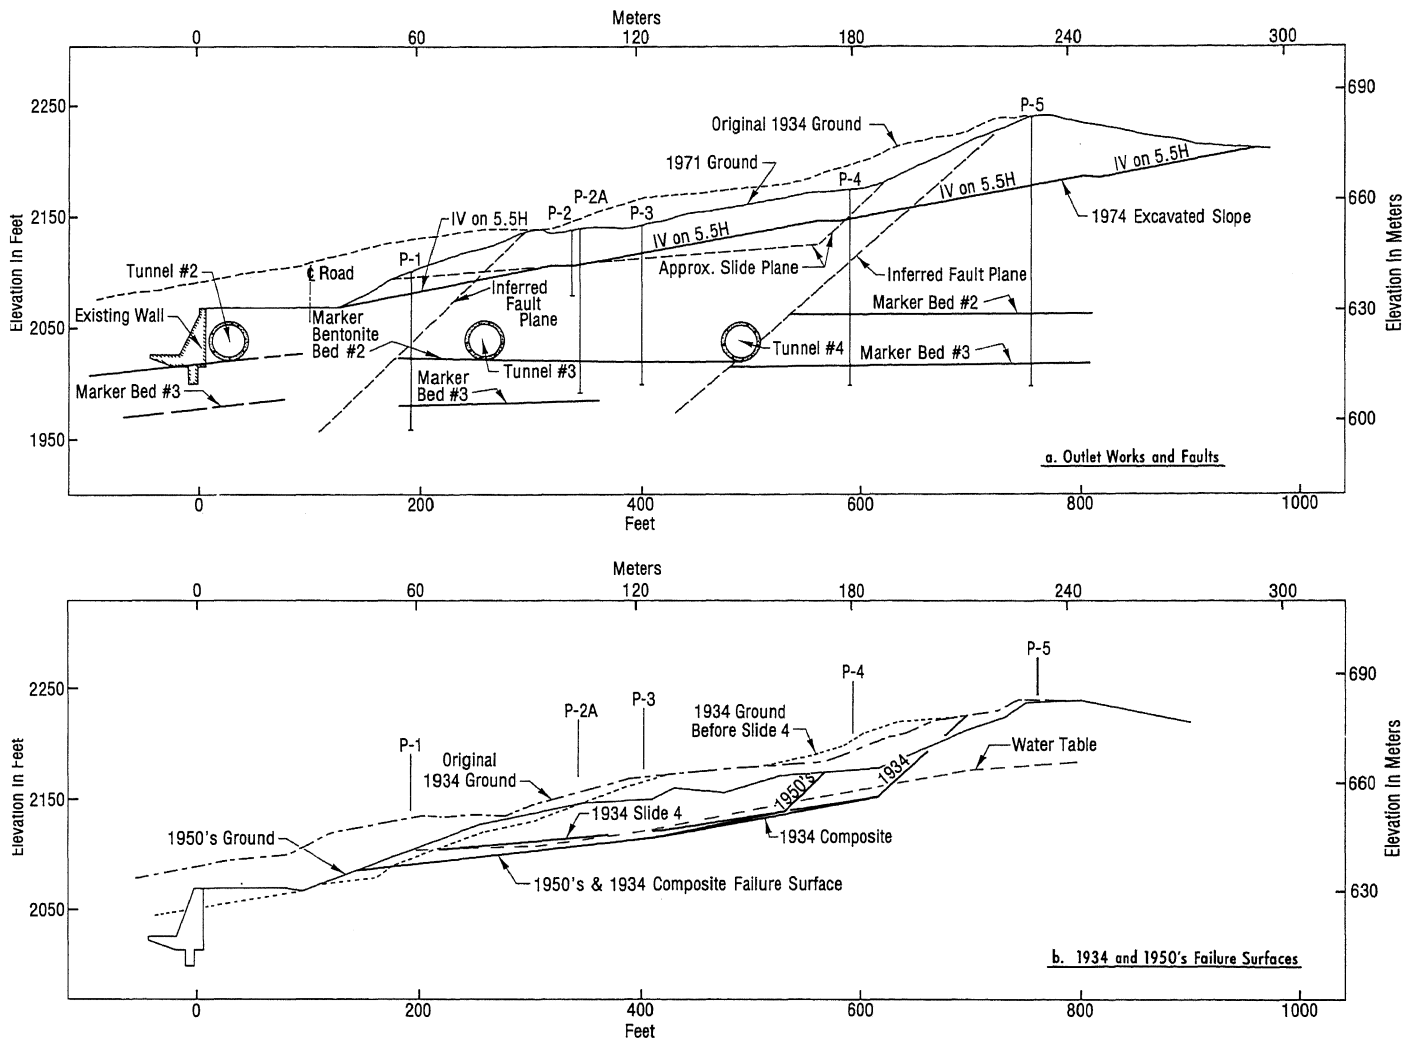 Meters
0 60 120 180 240 300
P-5
690
2250
Original 1934 Ground
1971 Ground
P-4
IV on 5.5H
IV on 5.5H
P-2A
660
IV on 5.5H
P-2
P-3
2150
1974 Excavated Slope
IV on 5.5H
P-1
Approx. Slide Plane
Tunnel #2
℄ Road
Inferred Fault Plane
Inferred
Fault
Plane
Marker Bed #2
630
Existing Wall
Marker
Bentonite
Bed #2
2050
Tunnel #4
Marker Bed #3
Tunnel #3
Marker Bed #3
Marker
Bed #3
600
1950
a. Outlet Works and Faults
Elevation In Feet
Elevation In Meters
0 200 400 600 800 1000
Feet
Meters
0 60 120 180 240 300
P-5
P-4
690
2250
P-3
P-2A
1934 Ground
Before Slide 4
P-1
Water Table
Original
1934 Ground
1934
1950's
660
2150
1934 Slide 4
1950's Ground
1934 Composite
1950's & 1934 Composite Failure Surface
630
2050
b. 1934 and 1950's Failure Surfaces
Elevation In Feet
Elevation In Meters
0 200 400 600 800 1000
Feet